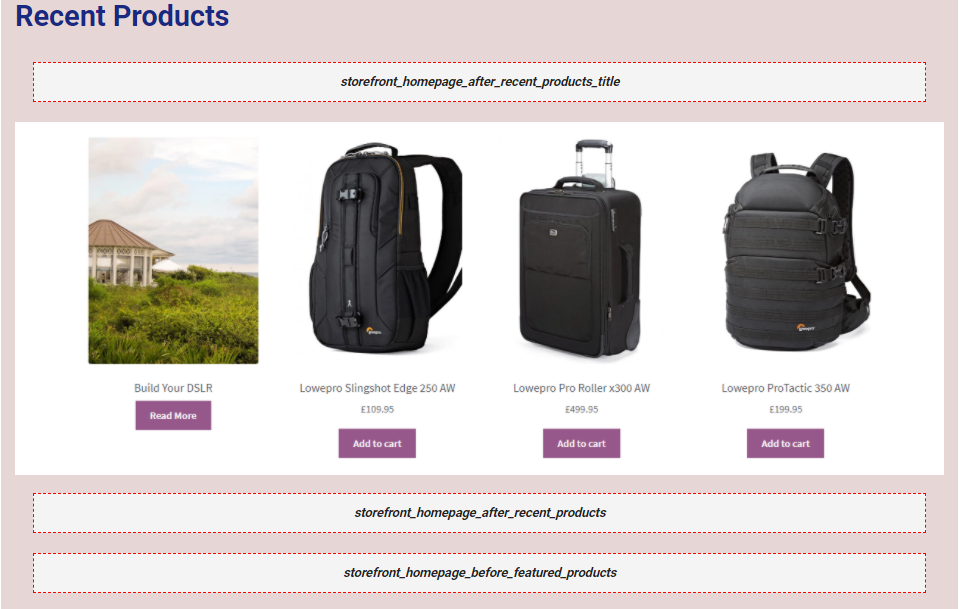 Recent Products
storefront_homepage_after_recent_products_title
Build Your DSLR
Lowepro Slingshot Edge 250 AW
Lowepro Pro Roller x300 AW
Lowepro ProTactic 350 AW
£109.95
£499.95
£199.95
Read More
Add to cart
Add to cart
Add to cart
storefront_homepage_after_recent_products
storefront_homepage_before_featured_products